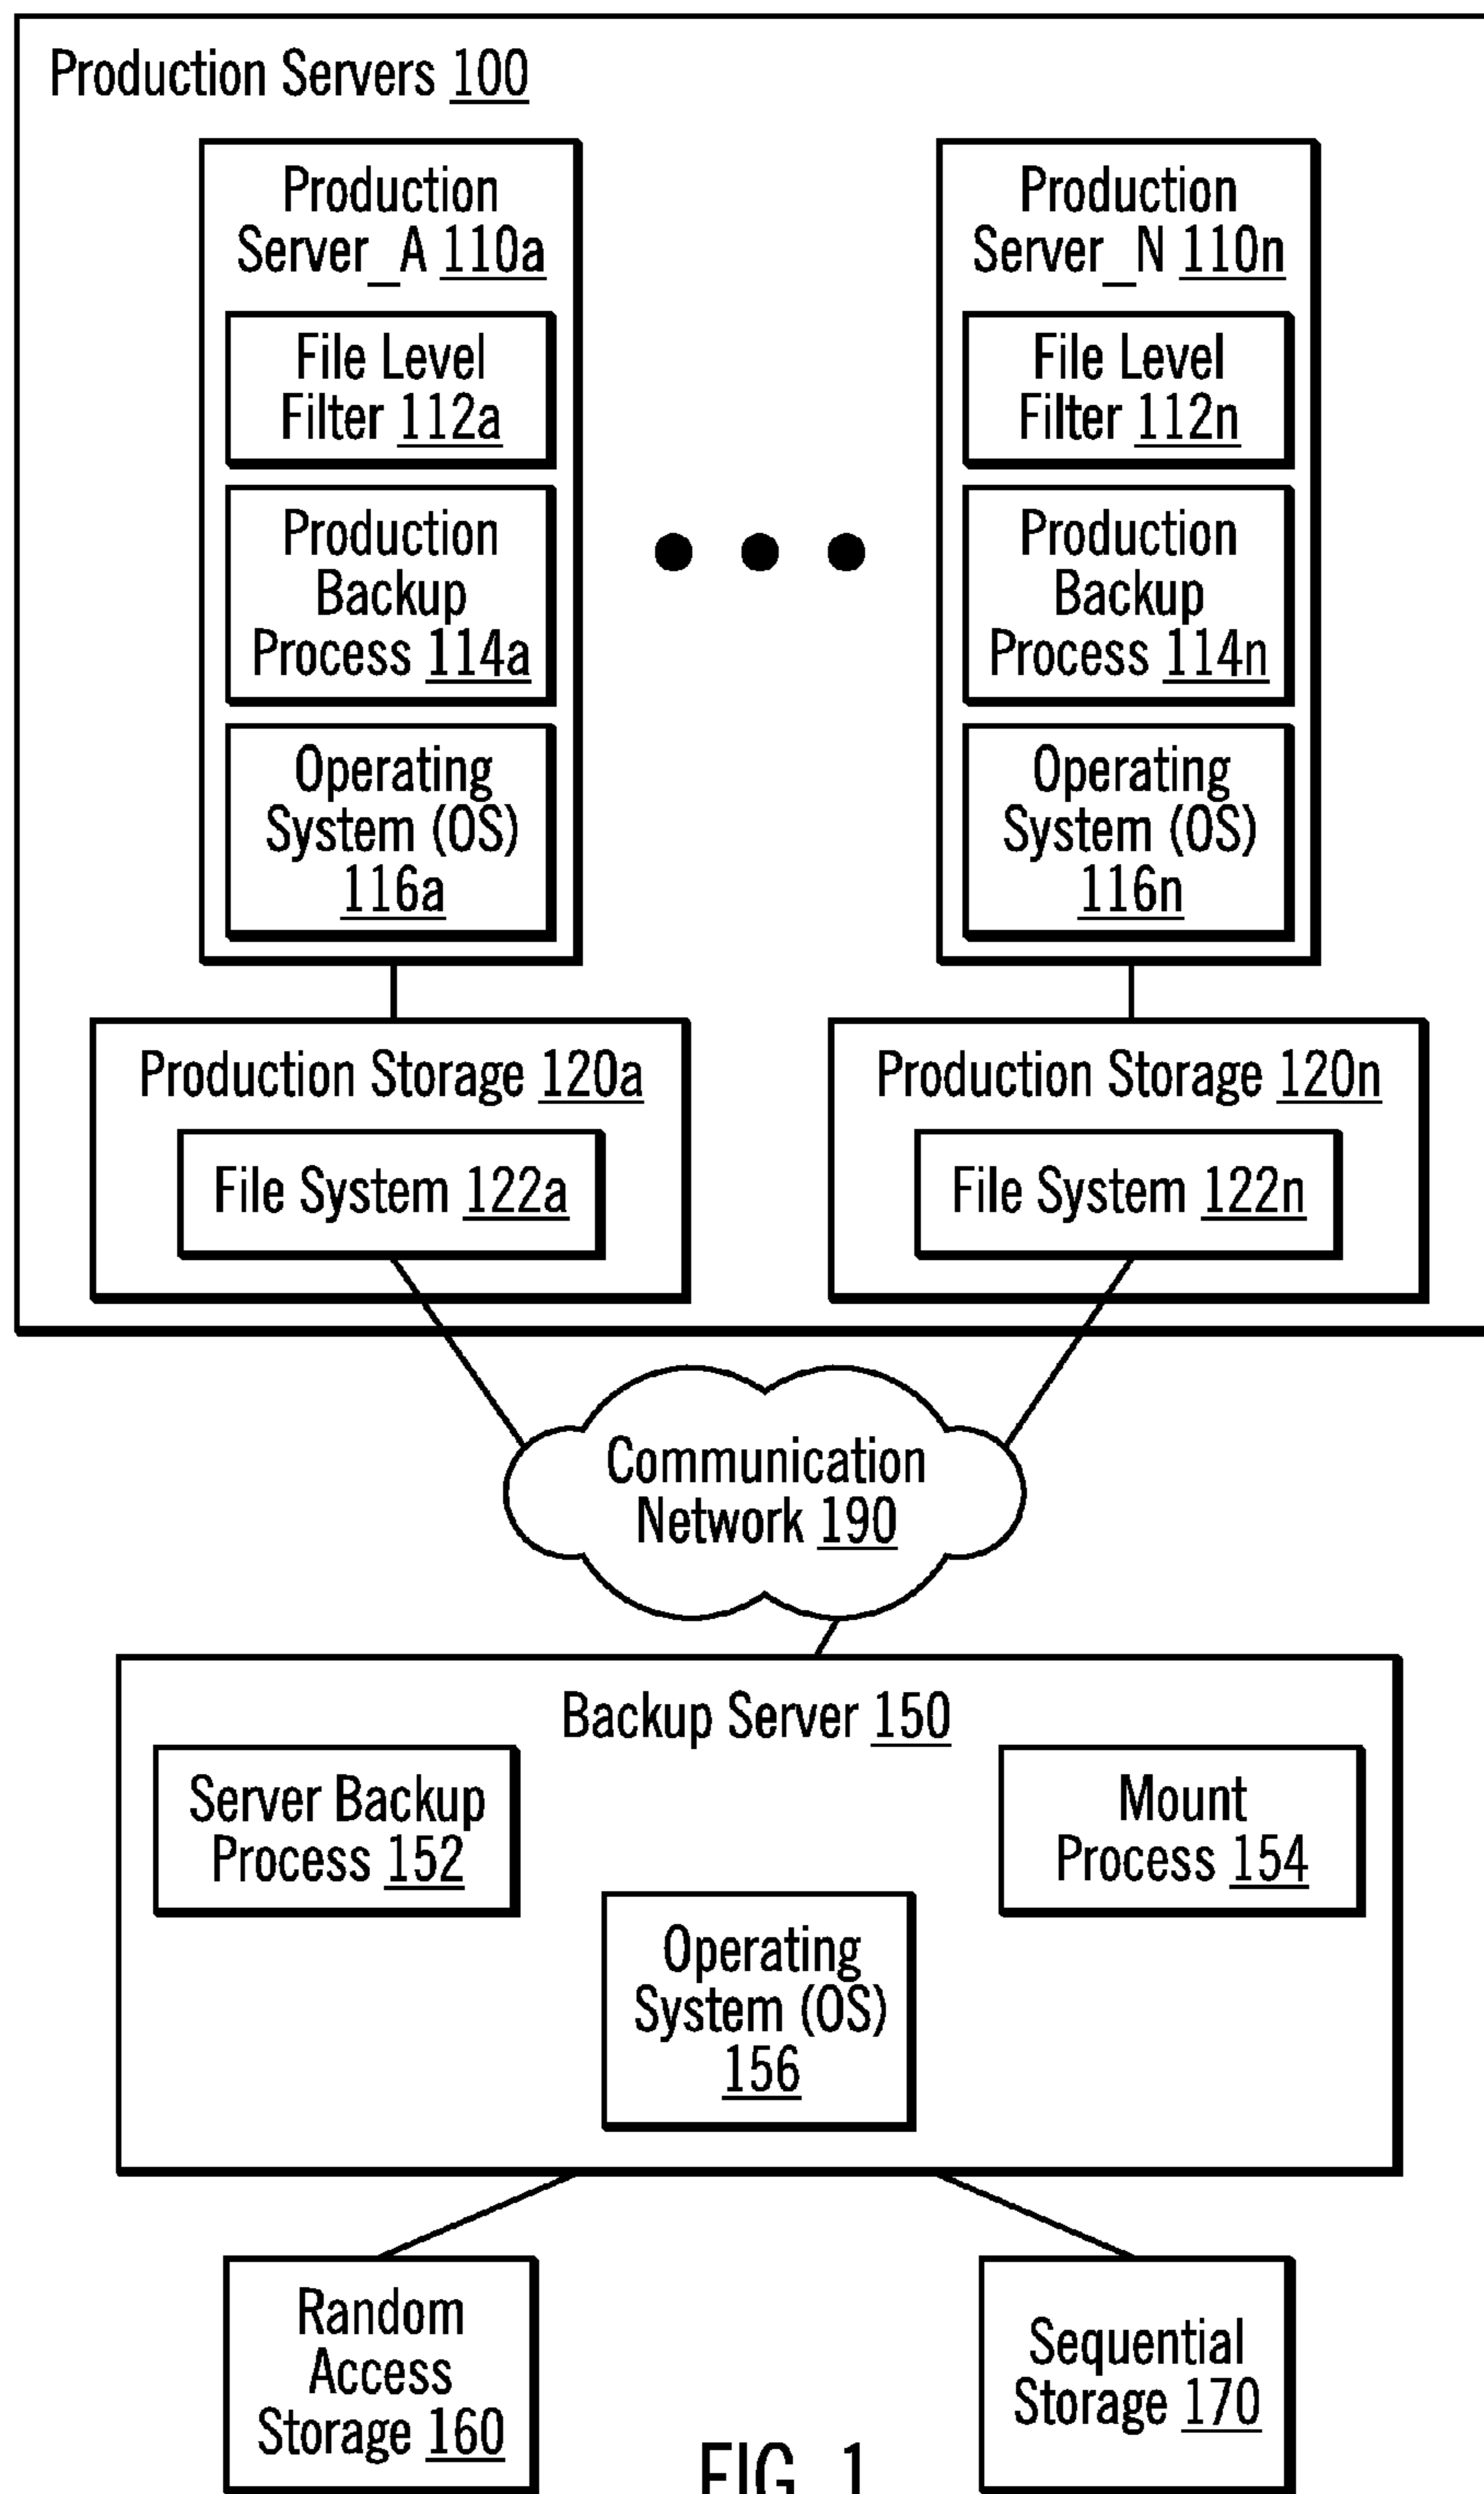 Production Servers 100
Production
Server_A 110a
File Level
Filter 112a
Production
Backup
Process 114a
Operating
System (OS)
116a
Production
Server_N 110n
File Level
Filter 112n
Production
Backup
Process 114n
Operating
System (OS)
116n
Production Storage 120a
File System 122a
Production Storage 120n
File System 122n
Communication
Network 190
Backup Server 150
Server Backup
Process 152
Mount
Process 154
Operating
System (OS)
156
Random
Access
Storage 160
Sequential
Storage 170
FIG. 1